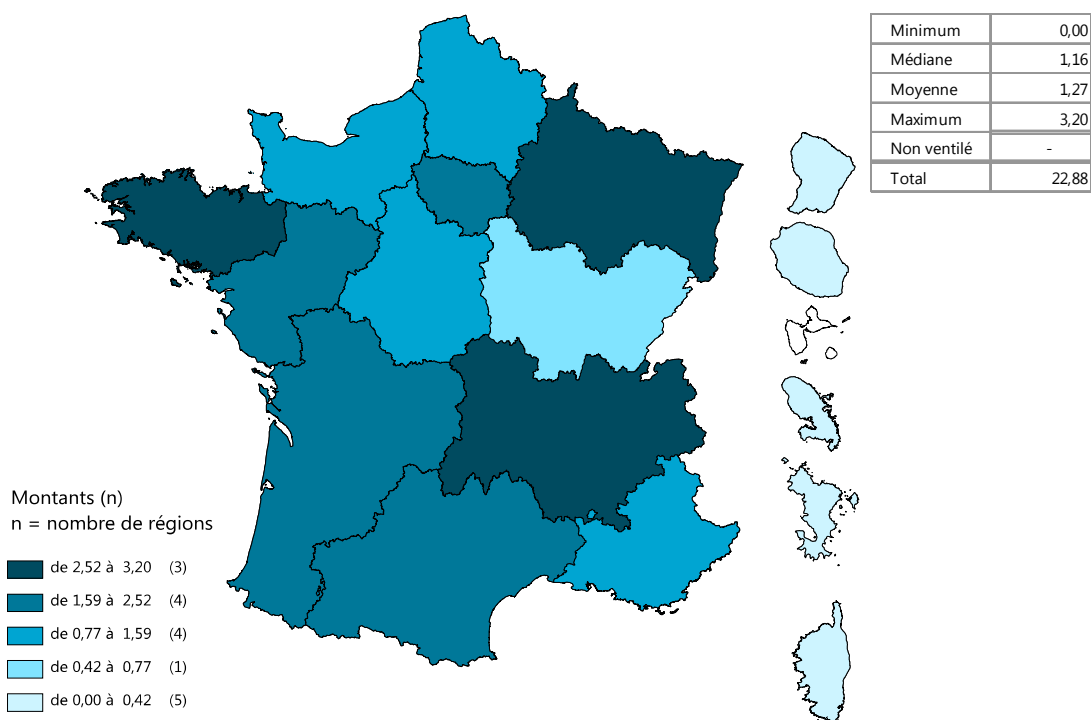 Minimum 0,00
Médiane 1,16
Moyenne 1,27
Maximum 3,20
Non ventilé -
Total 22,88
Montants (n)
n = nombre de régions
de 2,52 à 3,20 (3)
de 1,59 à 2,52 (4)
de 0,77 à 1,59 (4)
de 0,42 à 0,77 (1)
de 0,00 à 0,42 (5)